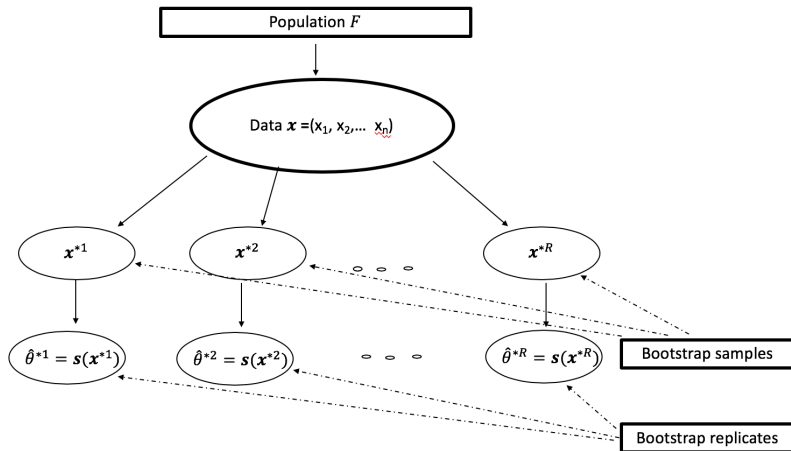 Population F
Data x =(x₁, x₂,... xₙ)
x*¹ x*² x*ᴿ
θ̂*¹ = s(x*¹) θ̂*² = s(x*²) θ̂*ᴿ = s(x*ᴿ)
Bootstrap samples
Bootstrap replicates